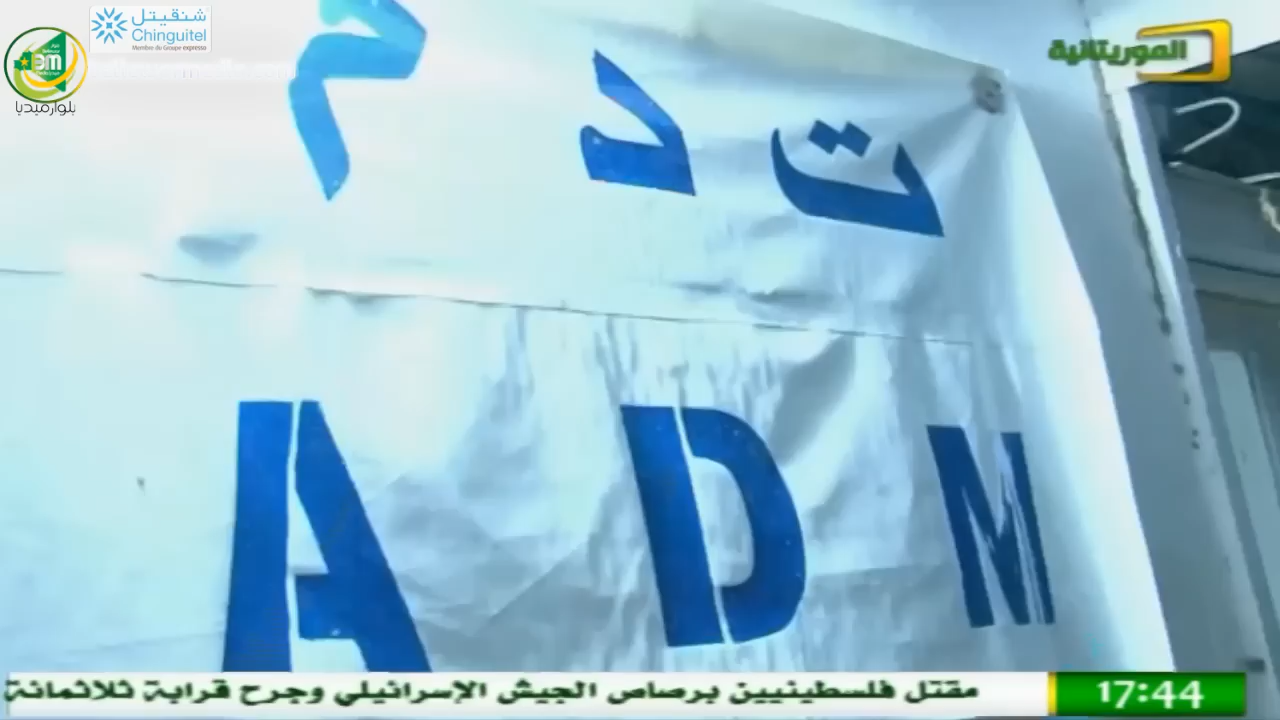 شنقيتل
Chinguitel
Membre du Groupe expresso
الموريتانية
بلوارميديا
ت د م
A D M
مقتل فلسطينيين برصاص الجيش الإسرائيلي وجرح قرابة ثلاثمائة
17:44